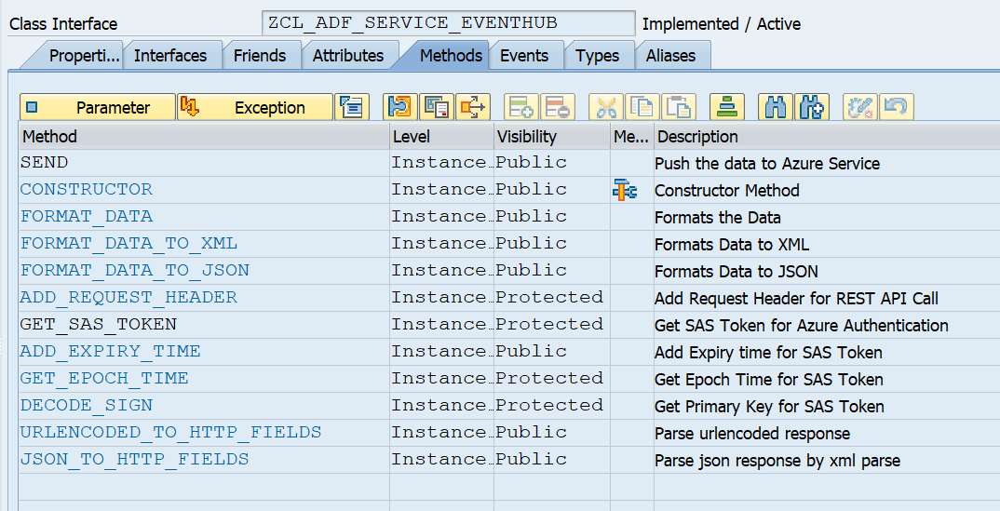 Class Interface ZCL_ADF_SERVICE_EVENTHUB Implemented / Active
Properti... Interfaces Friends Attributes Methods Events Types Aliases
Parameter Exception
Method Level Visibility Me... Description
SEND Instance… Public Push the data to Azure Service
CONSTRUCTOR Instance… Public Constructor Method
FORMAT_DATA Instance… Public Formats the Data
FORMAT_DATA_TO_XML Instance… Public Formats Data to XML
FORMAT_DATA_TO_JSON Instance… Public Formats Data to JSON
ADD_REQUEST_HEADER Instance… Protected Add Request Header for REST API Call
GET_SAS_TOKEN Instance… Protected Get SAS Token for Azure Authentication
ADD_EXPIRY_TIME Instance… Public Add Expiry time for SAS Token
GET_EPOCH_TIME Instance… Protected Get Epoch Time for SAS Token
DECODE_SIGN Instance… Protected Get Primary Key for SAS Token
URLENCODED_TO_HTTP_FIELDS Instance… Public Parse urlencoded response
JSON_TO_HTTP_FIELDS Instance… Public Parse json response by xml parse